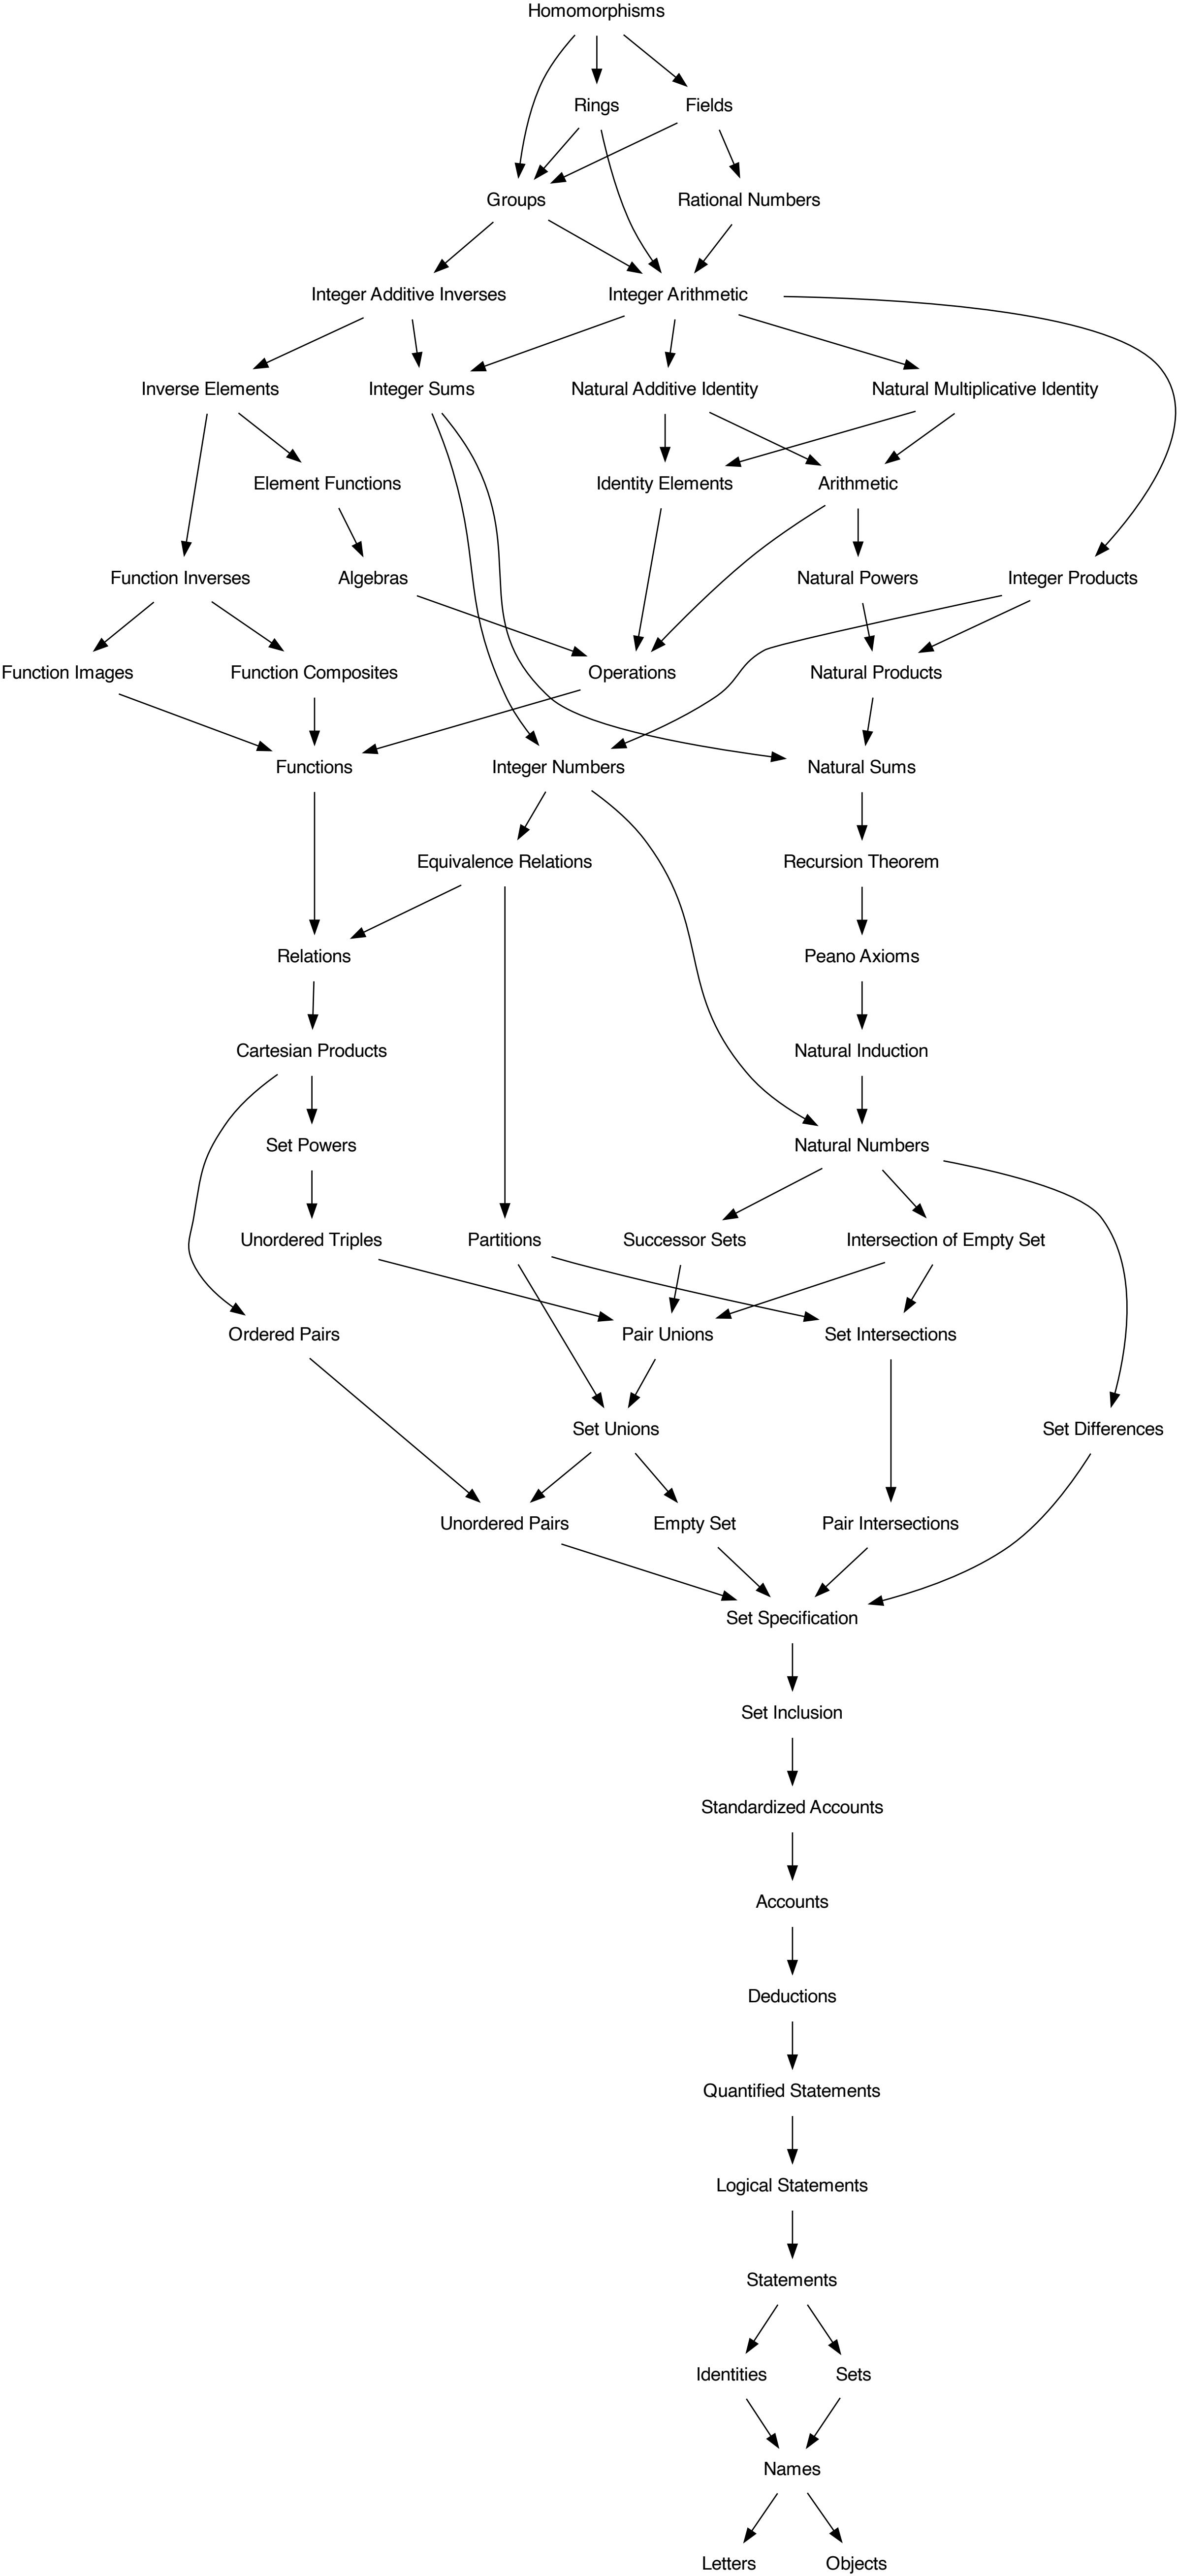 Homomorphisms
Rings
Fields
Groups
Rational Numbers
Integer Additive Inverses
Integer Arithmetic
Inverse Elements
Integer Sums
Natural Additive Identity
Natural Multiplicative Identity
Element Functions
Identity Elements
Arithmetic
Function Inverses
Algebras
Natural Powers
Integer Products
Function Images
Function Composites
Operations
Natural Products
Functions
Integer Numbers
Natural Sums
Equivalence Relations
Recursion Theorem
Relations
Peano Axioms
Cartesian Products
Natural Induction
Set Powers
Natural Numbers
Unordered Triples
Partitions
Successor Sets
Intersection of Empty Set
Ordered Pairs
Pair Unions
Set Intersections
Set Unions
Set Differences
Unordered Pairs
Empty Set
Pair Intersections
Set Specification
Set Inclusion
Standardized Accounts
Accounts
Deductions
Quantified Statements
Logical Statements
Statements
Identities
Sets
Names
Letters
Objects